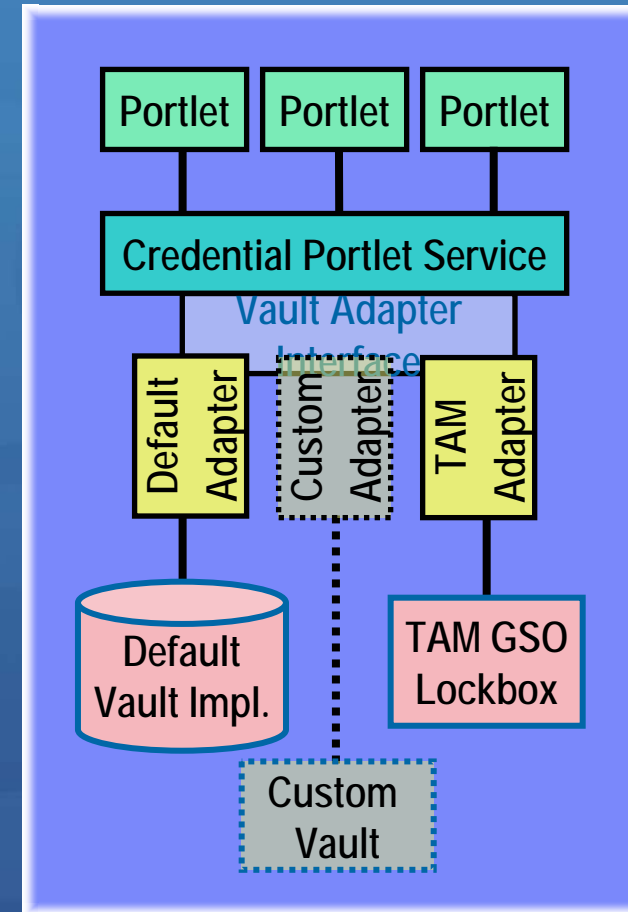 Portlet Portlet Portlet
Credential Portlet Service
Vault Adapter
Interface
Default
Adapter
Custom
Adapter
TAM
Adapter
Default
Vault Impl.
TAM GSO
Lockbox
Custom
Vault